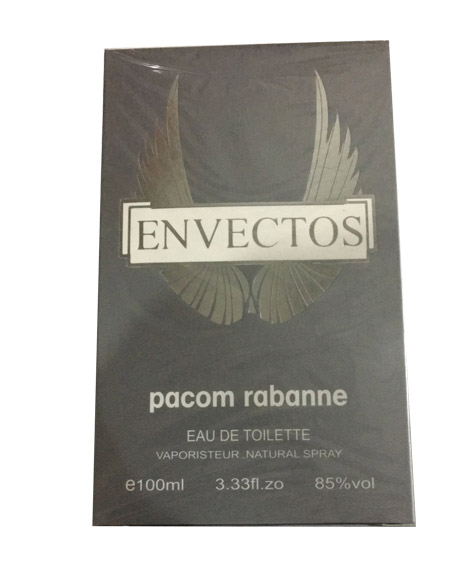 ENVECTOS
pacom rabanne
EAU DE TOILETTE
VAPORISTEUR .NATURAL SPRAY
e100ml 3.33fl.zo 85%vol